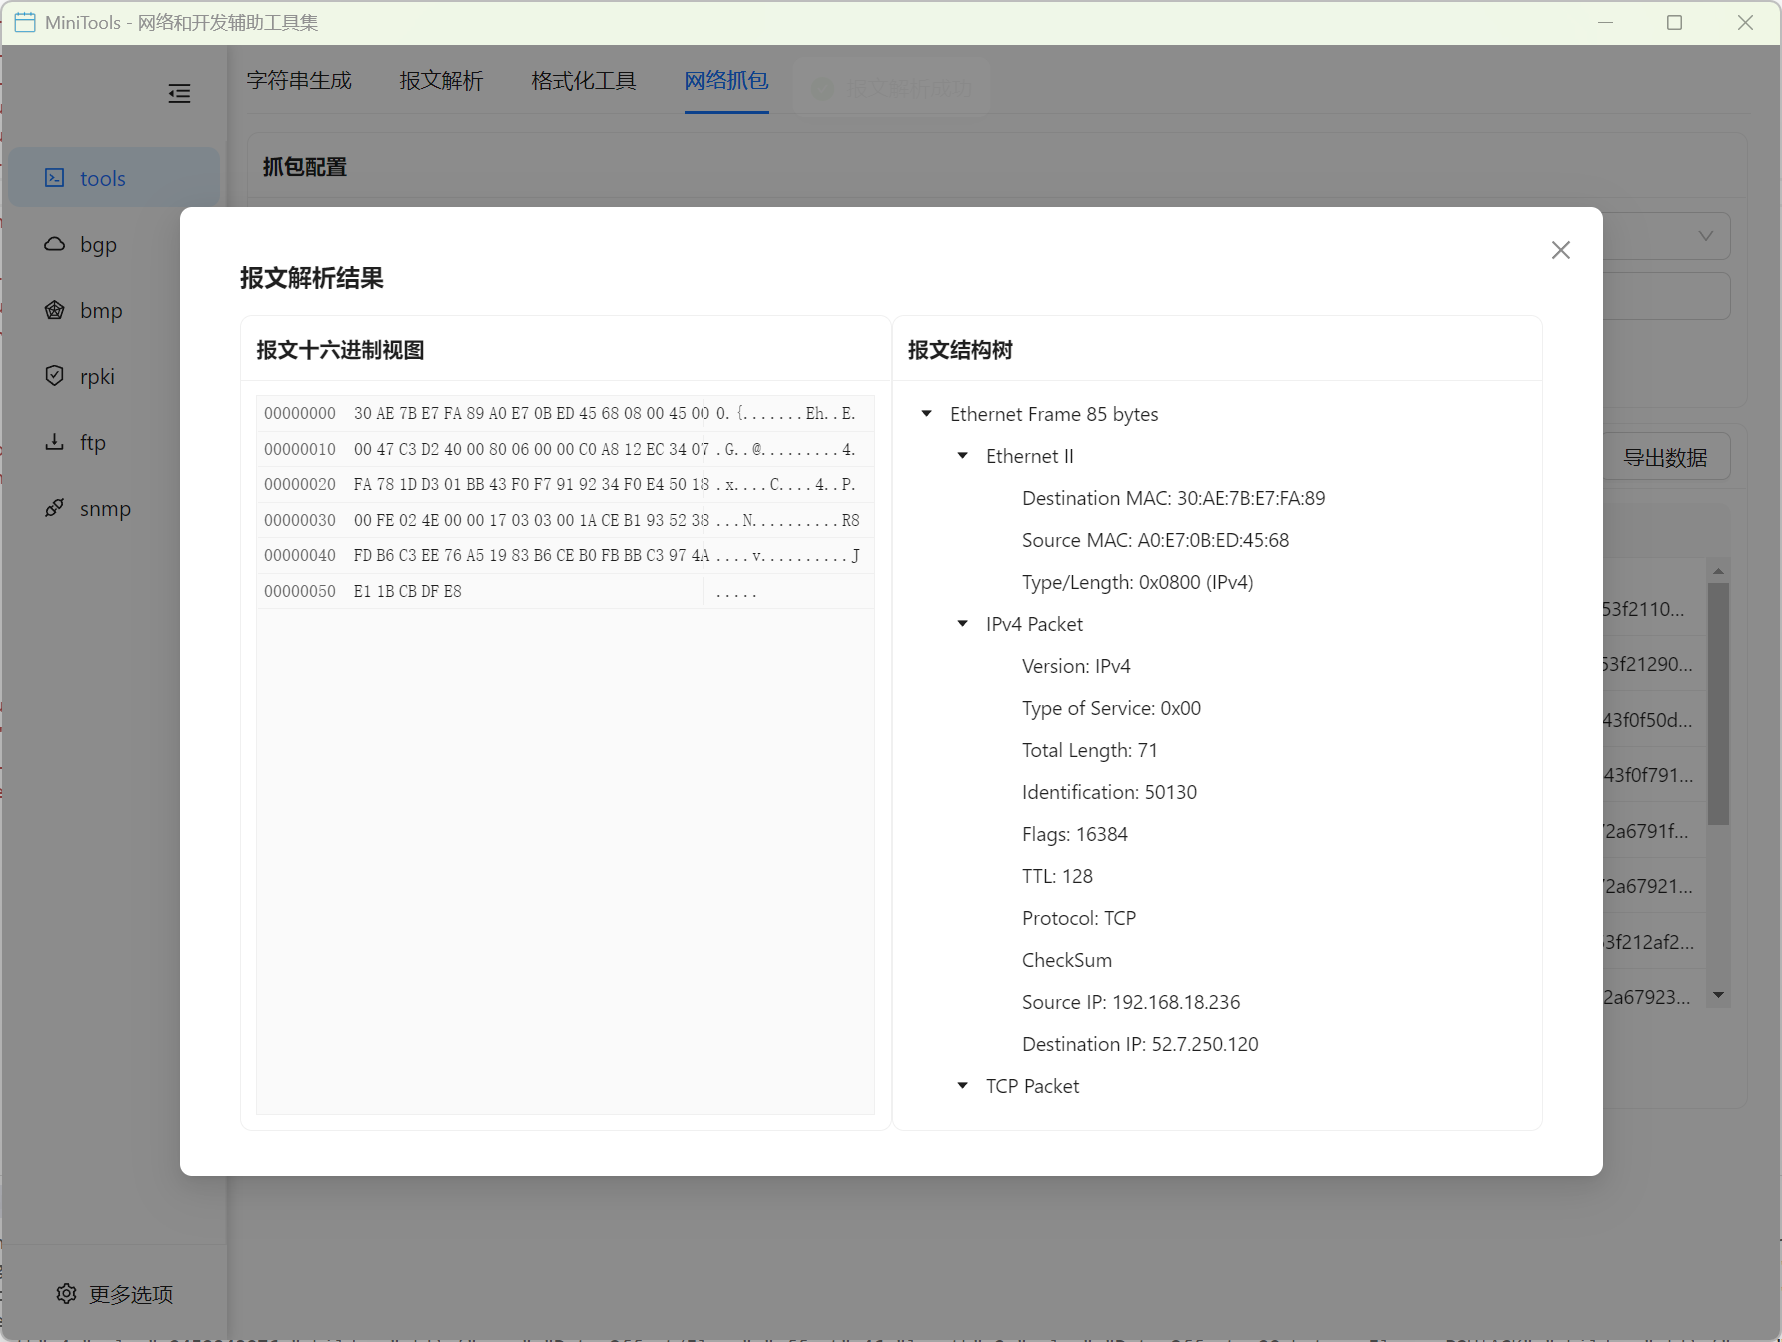 MiniTools - 网络和开发辅助工具集
字符串生成
报文解析
格式化工具
网络抓包
报文解析成功
抓包配置
tools
bgp
bmp
rpki
ftp
snmp
更多选项
导出数据
53f2110...
53f21290...
43f0f50d...
43f0f791...
2a6791f...
2a67921...
3f212af2...
2a67923...
报文解析结果
报文十六进制视图
00000000 30 AE 7B E7 FA 89 A0 E7 0B ED 45 68 08 00 45 00 0.{.......Eh..E.
00000010 00 47 C3 D2 40 00 80 06 00 00 C0 A8 12 EC 34 07 .G..@.........4.
00000020 FA 78 1D D3 01 BB 43 F0 F7 91 92 34 F0 E4 50 18 .x....C....4..P.
00000030 00 FE 02 4E 00 00 17 03 03 00 1A CE B1 93 52 38 ...N..........R8
00000040 FD B6 C3 EE 76 A5 19 83 B6 CE B0 FB BB C3 97 4A ....v..........J
00000050 E1 1B CB DF E8 .....
报文结构树
Ethernet Frame 85 bytes
Ethernet II
Destination MAC: 30:AE:7B:E7:FA:89
Source MAC: A0:E7:0B:ED:45:68
Type/Length: 0x0800 (IPv4)
IPv4 Packet
Version: IPv4
Type of Service: 0x00
Total Length: 71
Identification: 50130
Flags: 16384
TTL: 128
Protocol: TCP
CheckSum
Source IP: 192.168.18.236
Destination IP: 52.7.250.120
TCP Packet